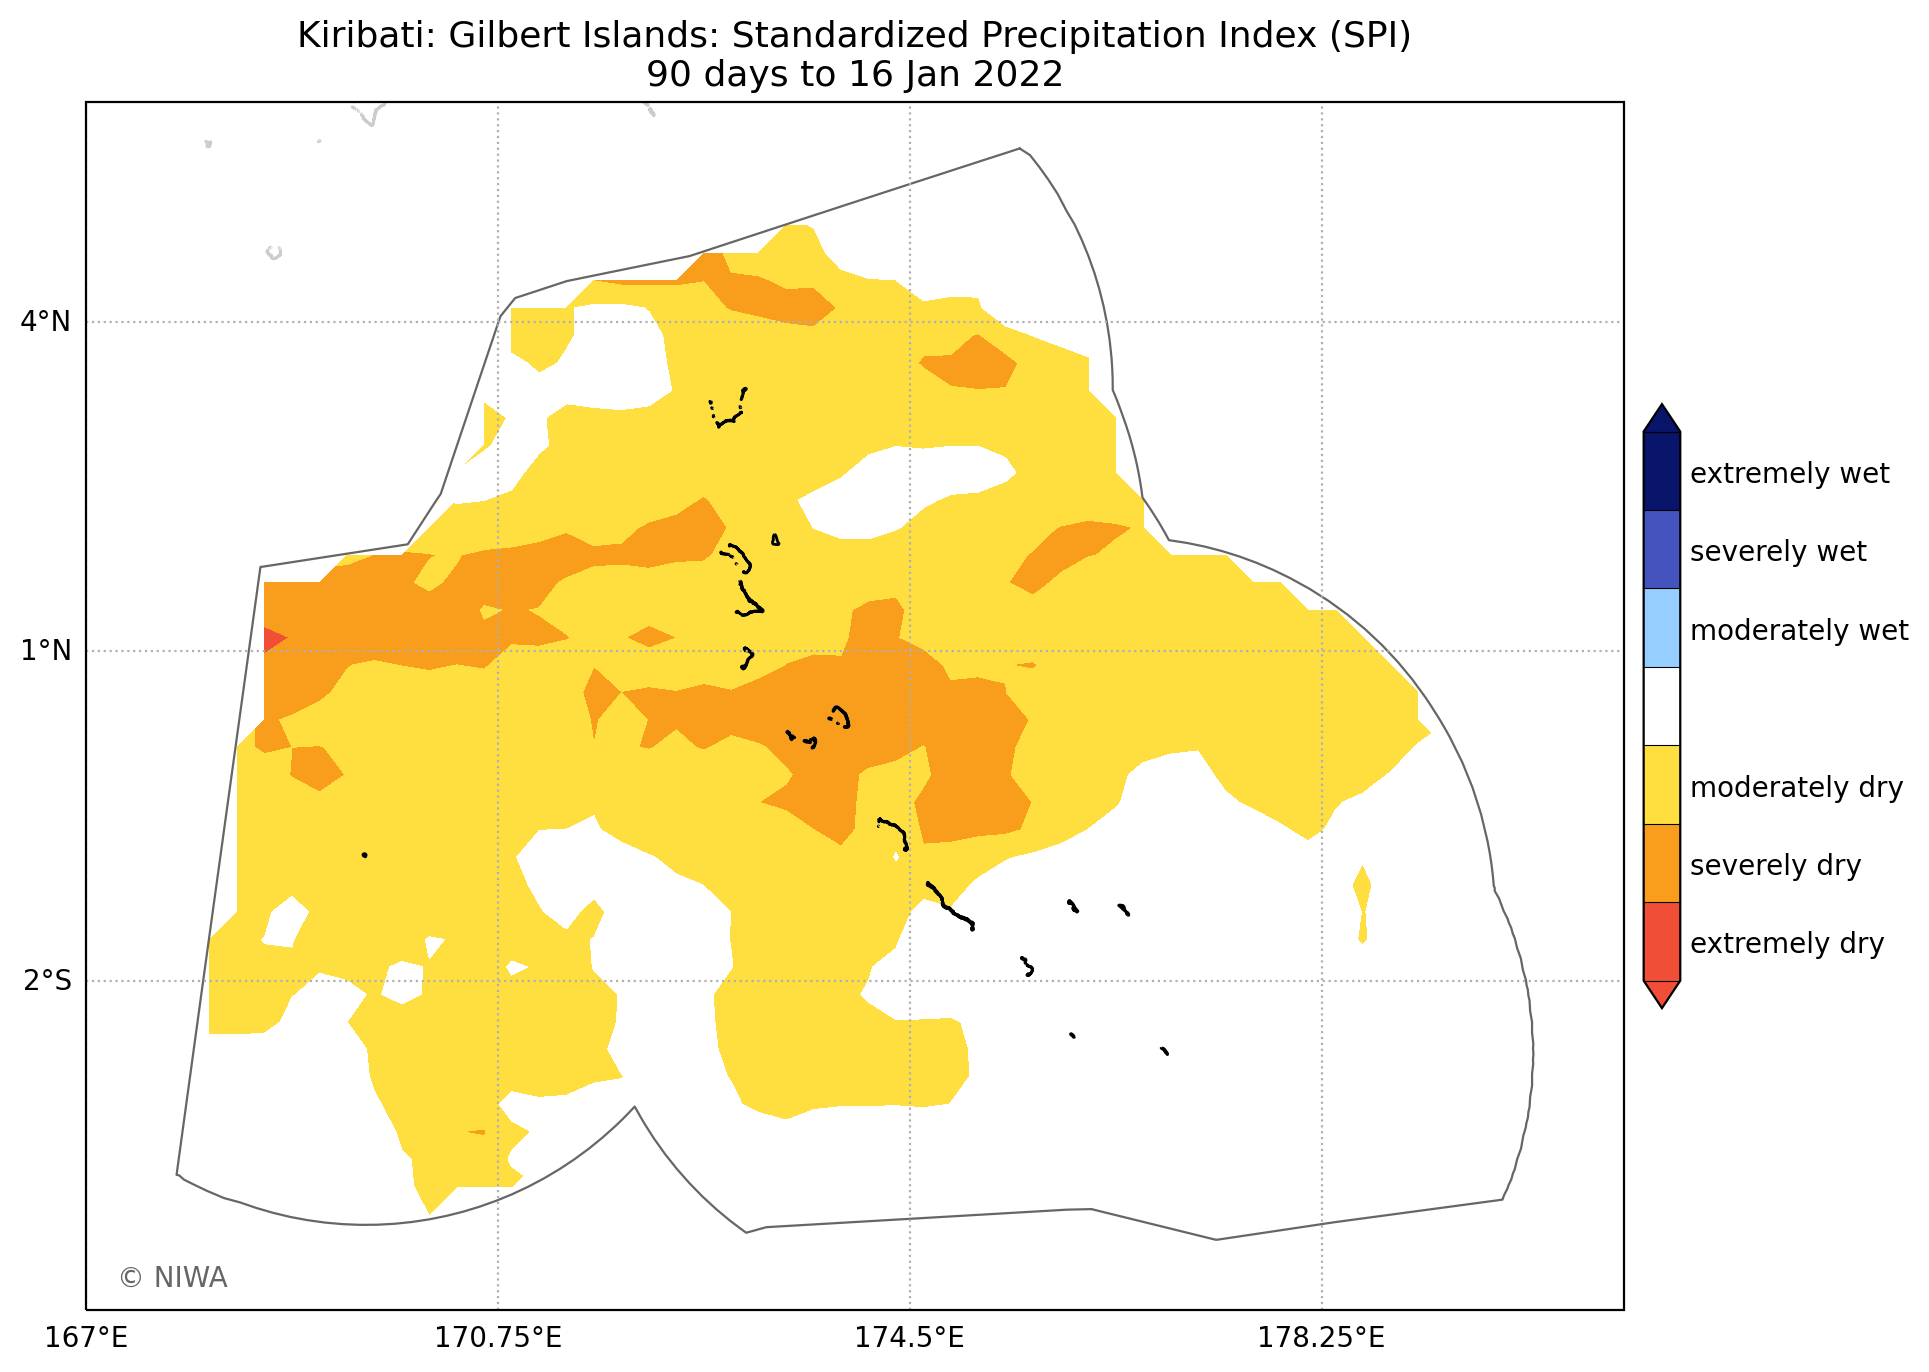 Kiribati: Gilbert Islands: Standardized Precipitation Index (SPI)
90 days to 16 Jan 2022
4°N
1°N
2°S
167°E
170.75°E
174.5°E
178.25°E
extremely wet
severely wet
moderately wet
moderately dry
severely dry
extremely dry
© NIWA